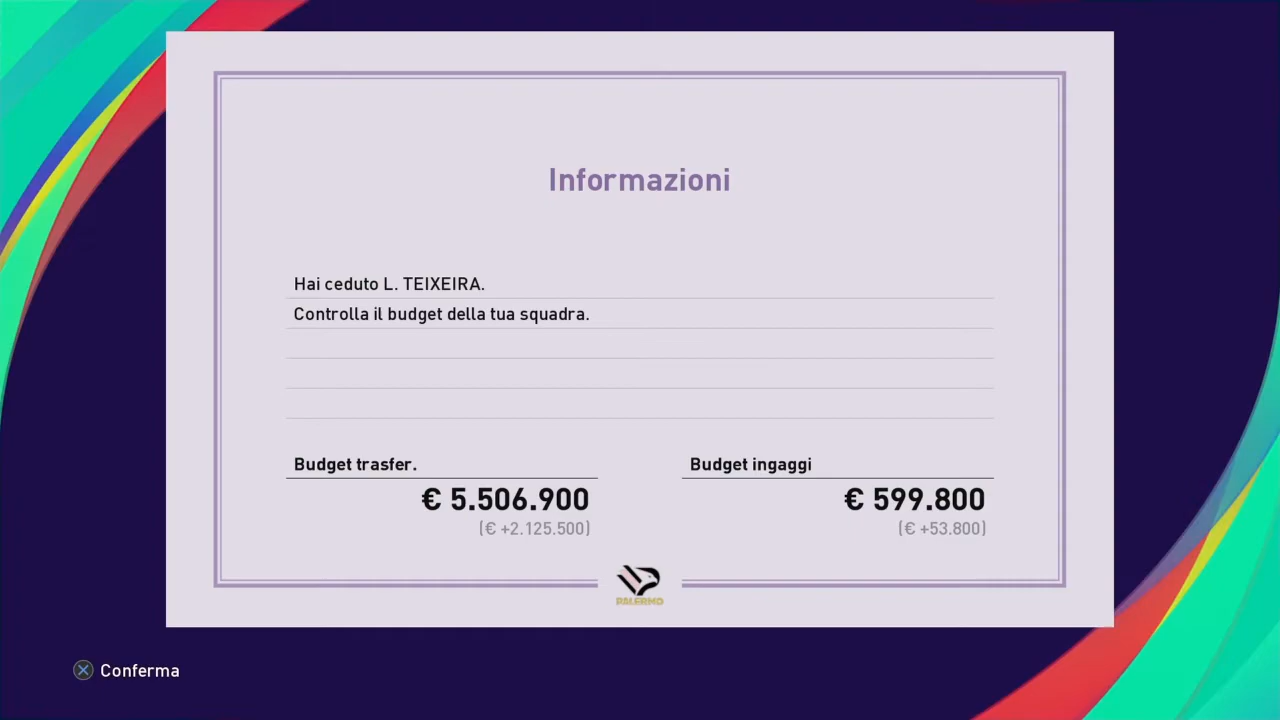 Informazioni
Hai ceduto L. TEIXEIRA.
Controlla il budget della tua squadra.
Budget trasfer.
€ 5.506.900
(€ +2.125.500)
Budget ingaggi
€ 599.800
(€ +53.800)
PALERMO
Conferma